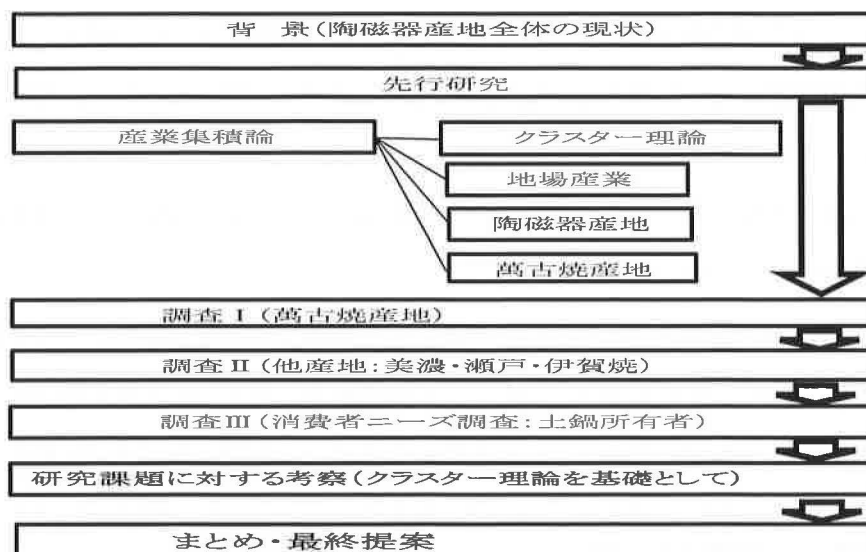 背 景(陶磁器産地全体の現状)
先行研究
産業集積論
クラスター理論
地場産業
陶磁器産地
萬古焼産地
調査Ⅰ(萬古焼産地)
調査Ⅱ(他産地:美濃・瀬戸・伊賀焼)
調査Ⅲ(消費者ニーズ調査:土鍋所有者)
研究課題に対する考察(クラスター理論を基礎として)
まとめ・最終提案